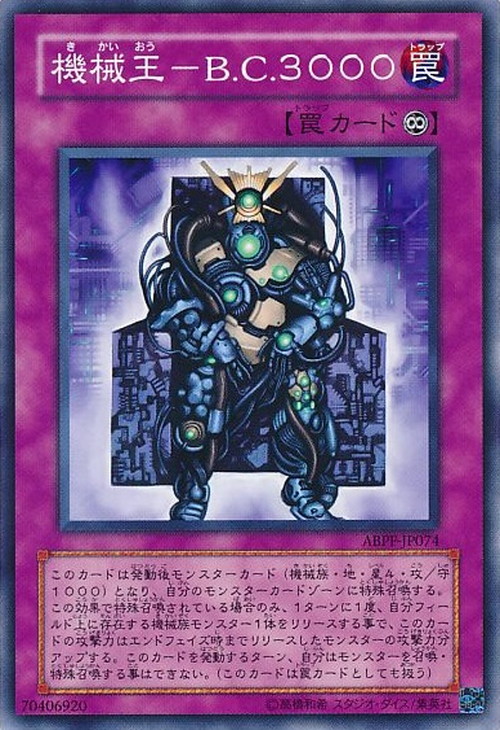 機械王－B.C.3000 罠
【罠カード】
ABPF-JP074
このカードは発動後モンスターカード（機械族・地・星4・攻／守
1000）となり、自分のモンスターカードゾーンに特殊召喚する。
この効果で特殊召喚されている場合のみ、1ターンに1度、自分フィー
ルド上に存在する機械族モンスター1体をリリースする事で、このカー
ドの攻撃力はエンドフェイズ時までリリースしたモンスターの攻撃力分
アップする。このカードを発動するターン、自分はモンスターを召喚・
特殊召喚する事はできない。（このカードは罠カードとしても扱う）
70406920 ©高橋和希 スタジオ・ダイス/集英社